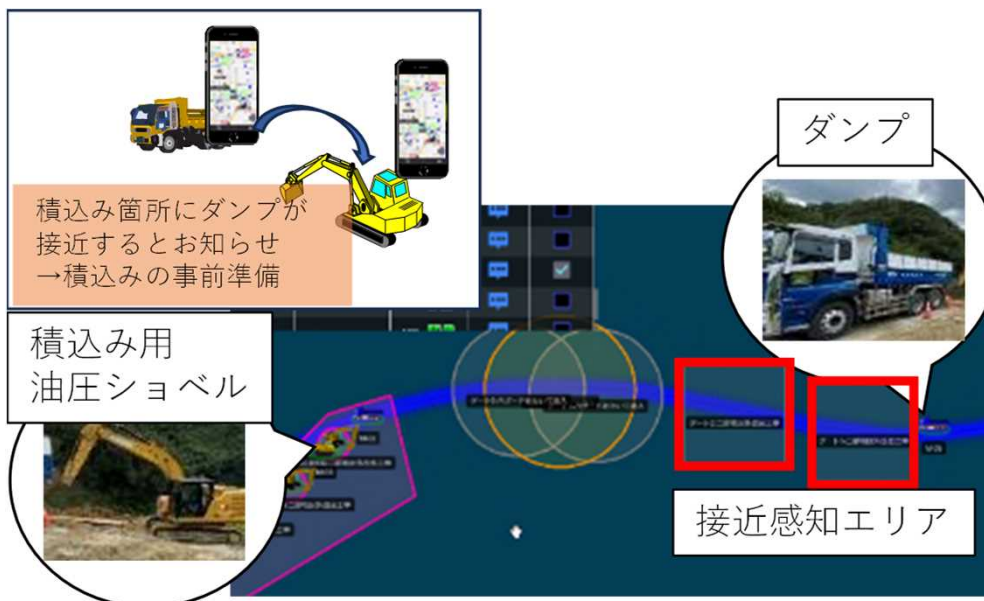 積込み箇所にダンプが
接近するとお知らせ
→積込みの事前準備
ダンプ
積込み用
油圧ショベル
接近感知エリア